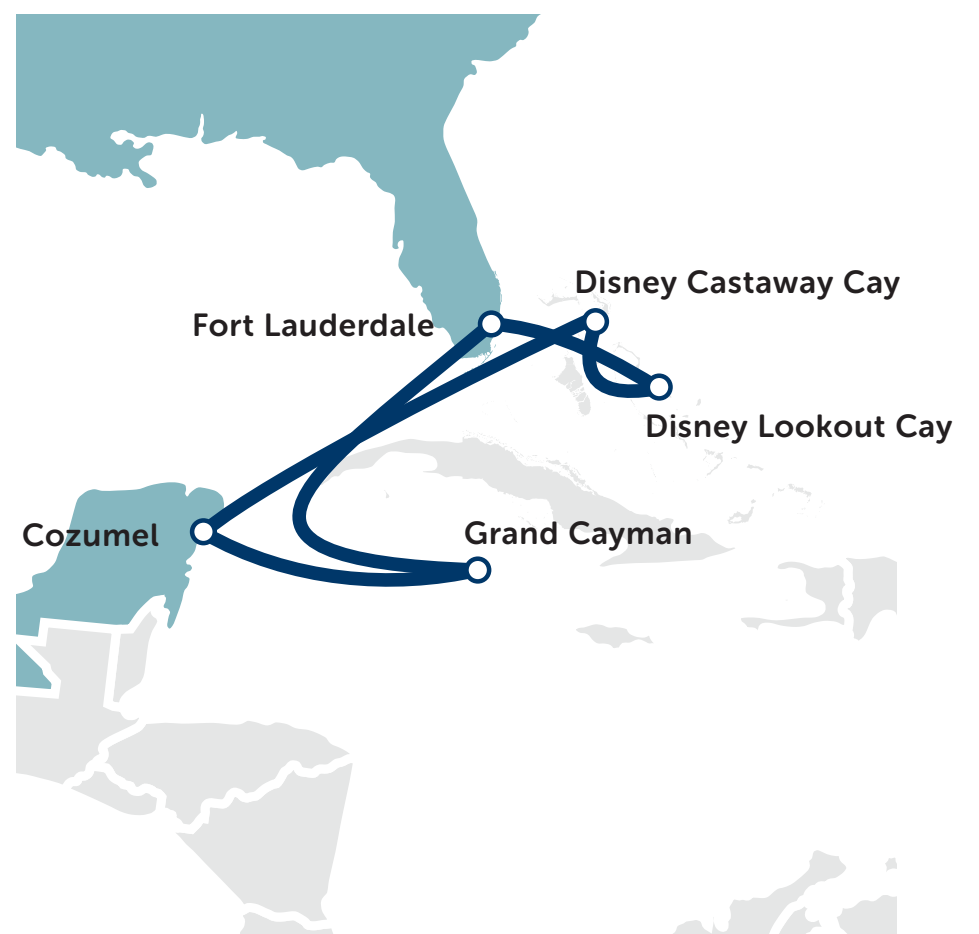 Disney Castaway Cay
Fort Lauderdale
Disney Lookout Cay
Cozumel
Grand Cayman